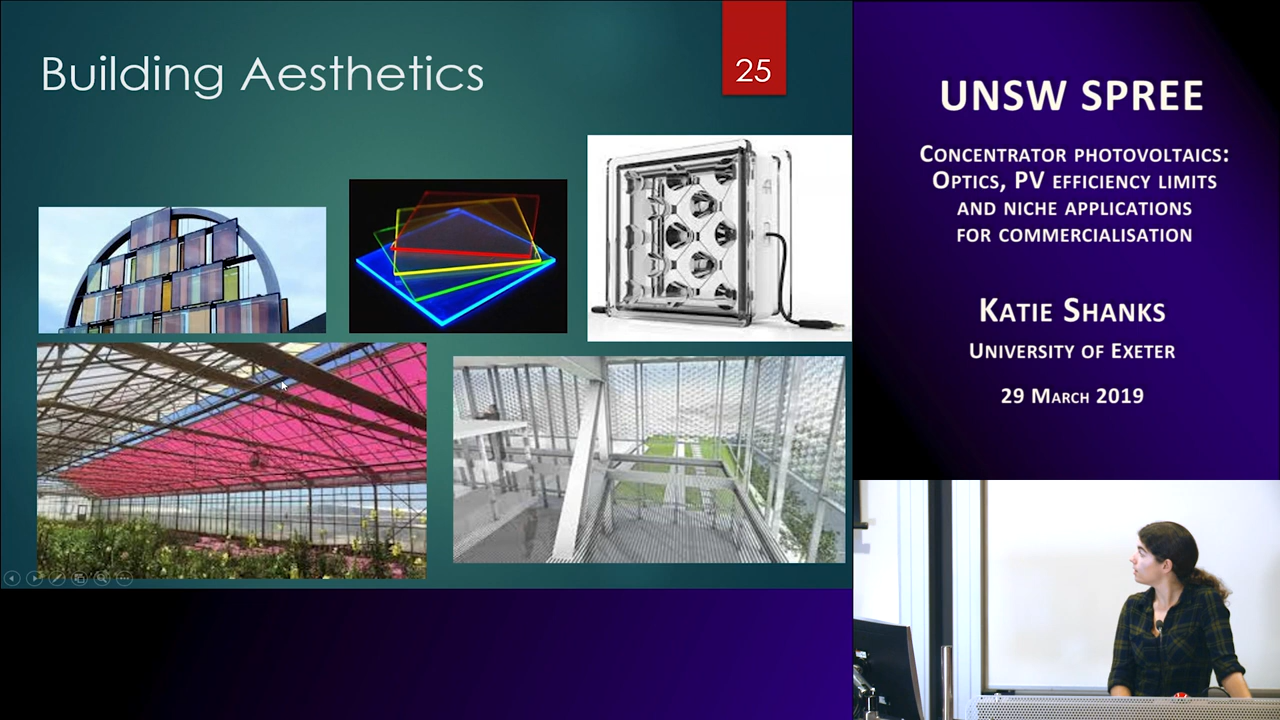 Building Aesthetics
25
UNSW SPREE
CONCENTRATOR PHOTOVOLTAICS:
OPTICS, PV EFFICIENCY LIMITS
AND NICHE APPLICATIONS
FOR COMMERCIALISATION
KATIE SHANKS
UNIVERSITY OF EXETER
29 MARCH 2019